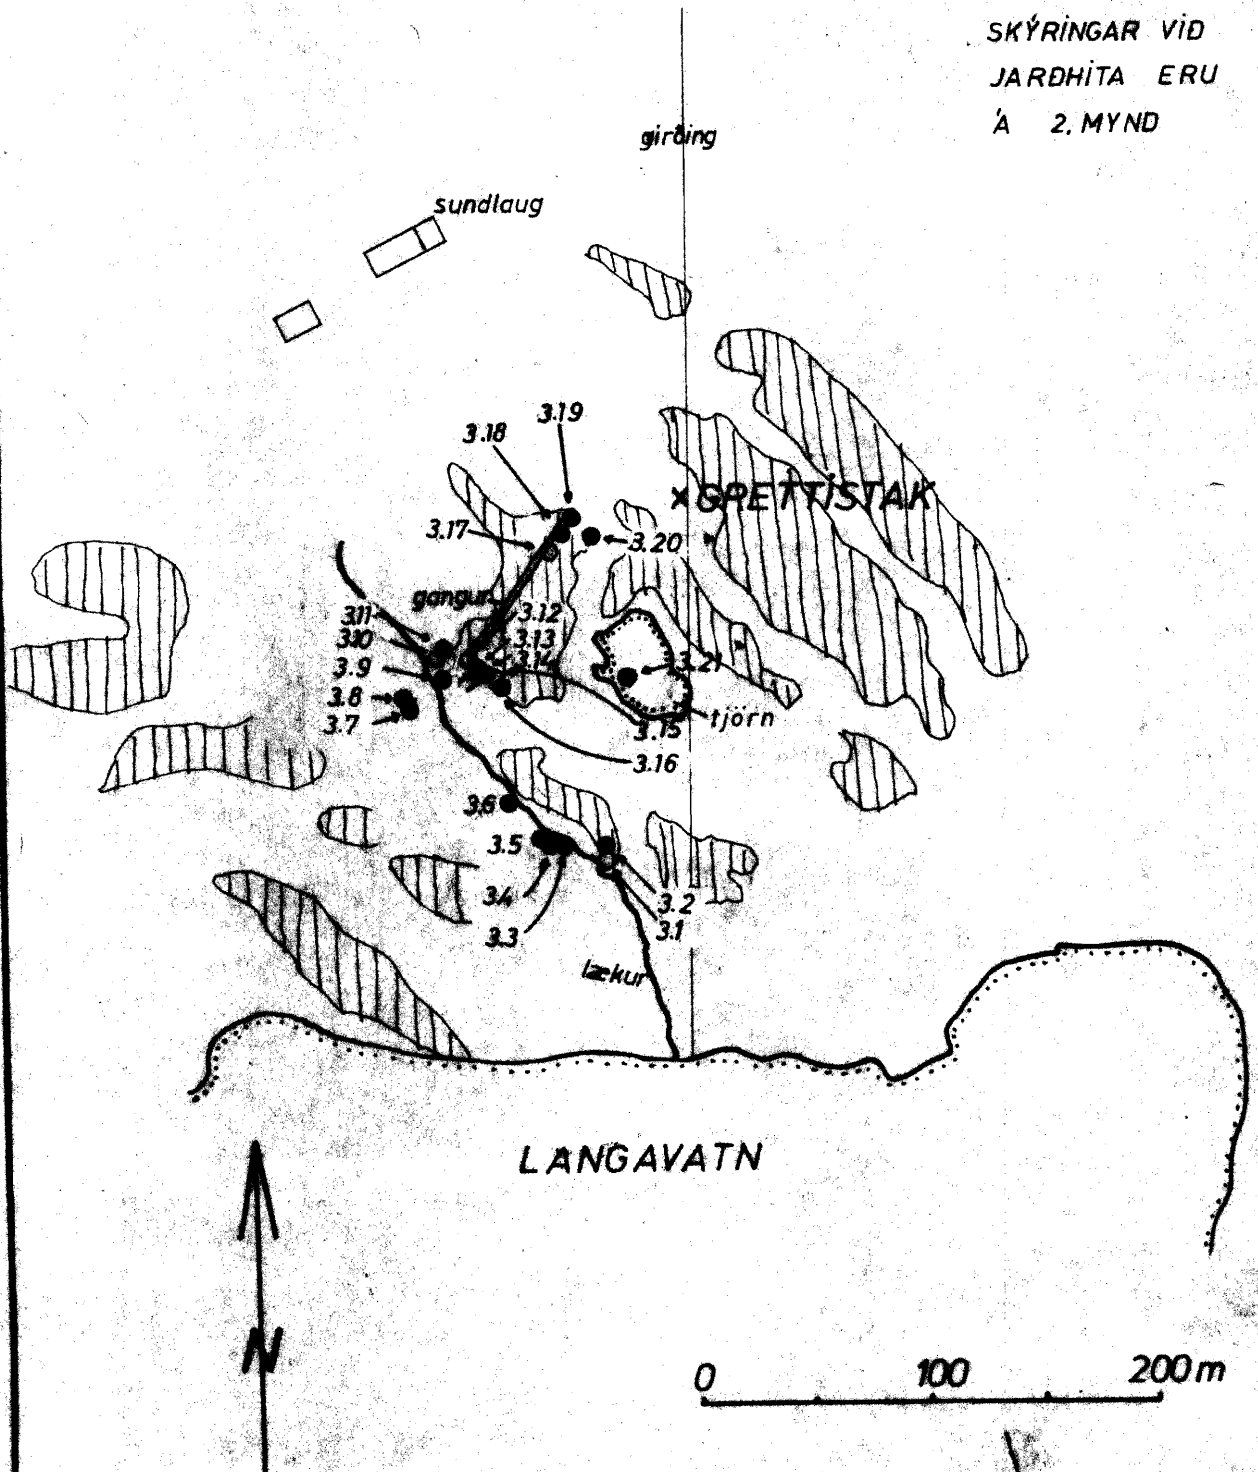 SKÝRINGAR VIÐ
JARÐHITA ERU
Á 2. MYND
girðing
sundlaug
3.19
3.18
GRETTISTAK
3.17
3.20
gangur
3.11
3.12
3.10
3.13
3.14
3.9
3.21
3.8
3.7
tjörn
3.15
3.16
3.6
3.5
3.4
3.2
3.1
3.3
lækur
LANGAVATN
N
0 100 200 m